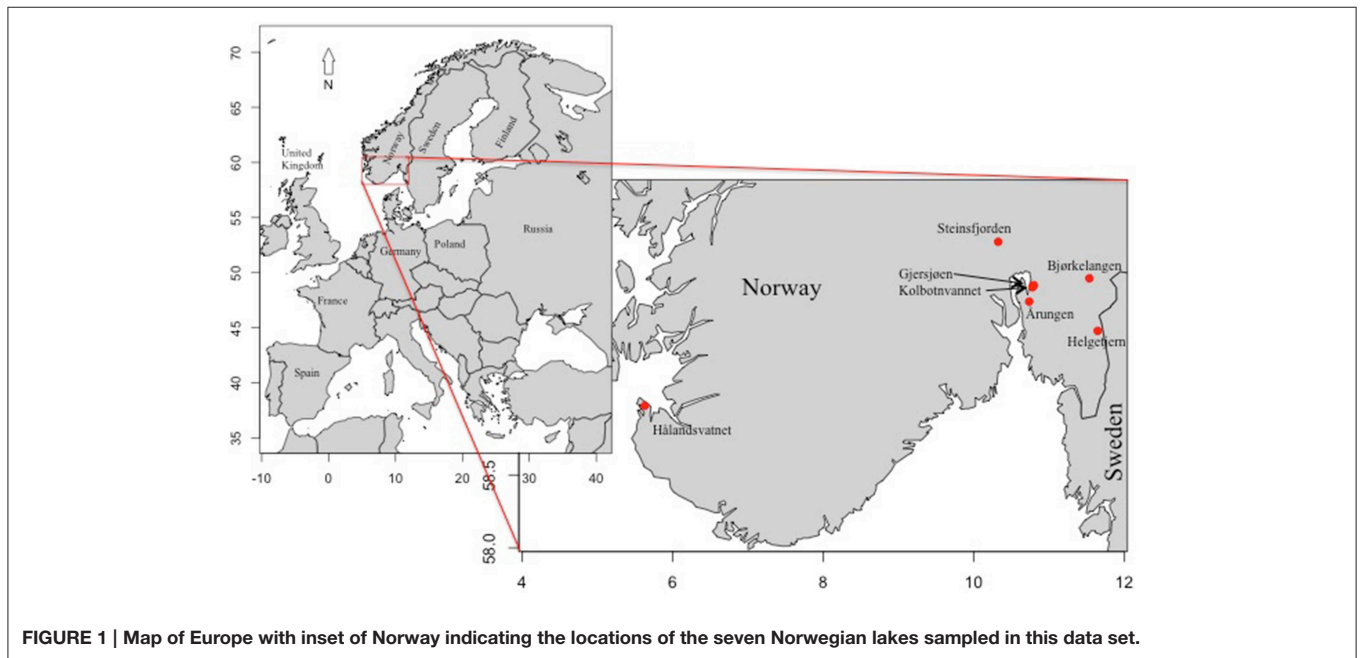 70
65
60
55
50
45
40
35
N
Norway
Sweden
Finland
United
Kingdom
Russia
Germany
Poland
France
Spain
-10
0
10
20
30
40
58.5
58.0
Norway
Steinsfjorden
Gjersjøen
Kolbotnvannet
Bjørkelangen
Årungen
Helgetjern
Hålandsvatnet
Sweden
4
6
8
10
12
FIGURE 1 | Map of Europe with inset of Norway indicating the locations of the seven Norwegian lakes sampled in this data set.